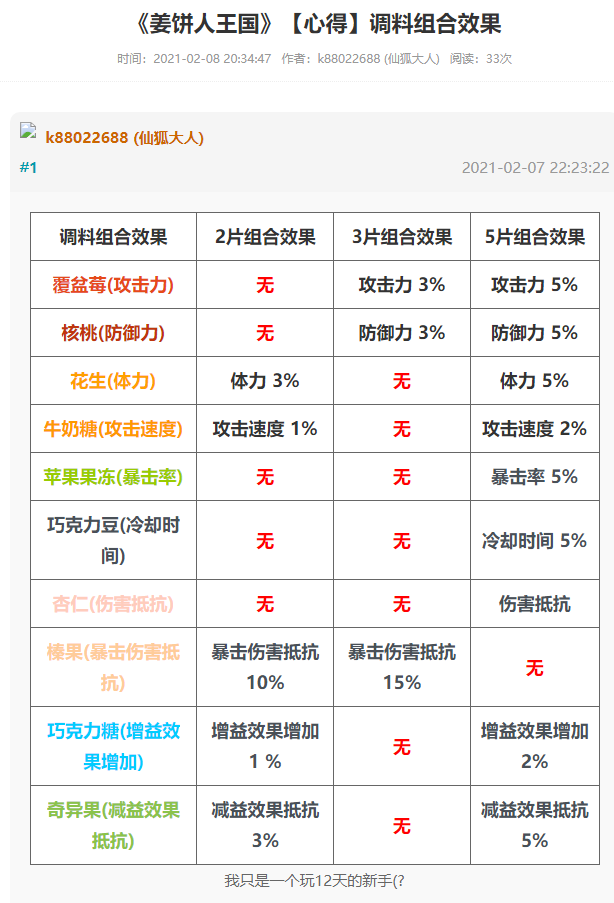 《姜饼人王国》【心得】调料组合效果
时间：2021-02-08 20:34:47 作者：k88022688 (仙狐大人) 阅读：33次
k88022688 (仙狐大人)
#1 2021-02-07 22:23:22
调料组合效果 2片组合效果 3片组合效果 5片组合效果
覆盆莓(攻击力) 无 攻击力 3% 攻击力 5%
核桃(防御力) 无 防御力 3% 防御力 5%
花生(体力) 体力 3% 无 体力 5%
牛奶糖(攻击速度) 攻击速度 1% 无 攻击速度 2%
苹果果冻(暴击率) 无 无 暴击率 5%
巧克力豆(冷却时
间) 无 无 冷却时间 5%
杏仁(伤害抵抗) 无 无 伤害抵抗
榛果(暴击伤害抵 暴击伤害抵抗 暴击伤害抵抗
抗) 10% 15% 无
巧克力糖(增益效 增益效果增加 增益效果增加
果增加) 1 % 无 2%
奇异果(减益效果 减益效果抵抗 减益效果抵抗
抵抗) 3% 无 5%
我只是一个玩12天的新手(?